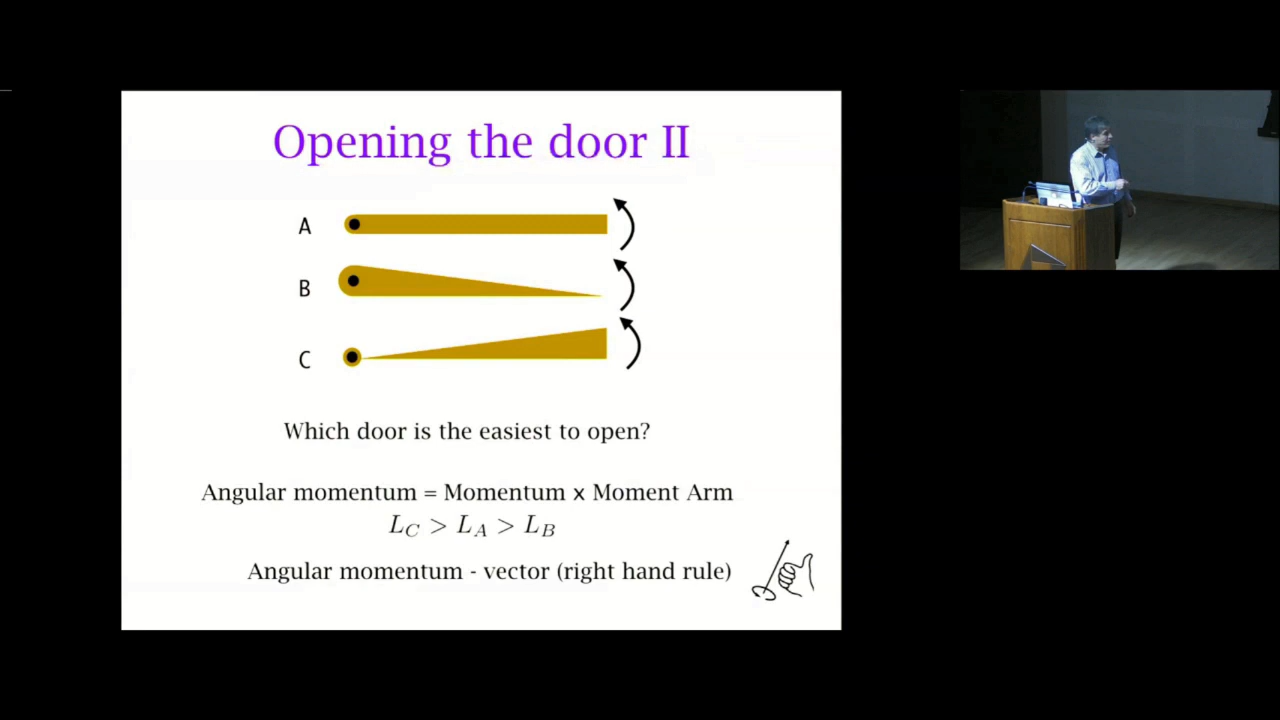 Opening the door II
A
B
C
Which door is the easiest to open?
Angular momentum = Momentum x Moment Arm
L_C > L_A > L_B
Angular momentum - vector (right hand rule)